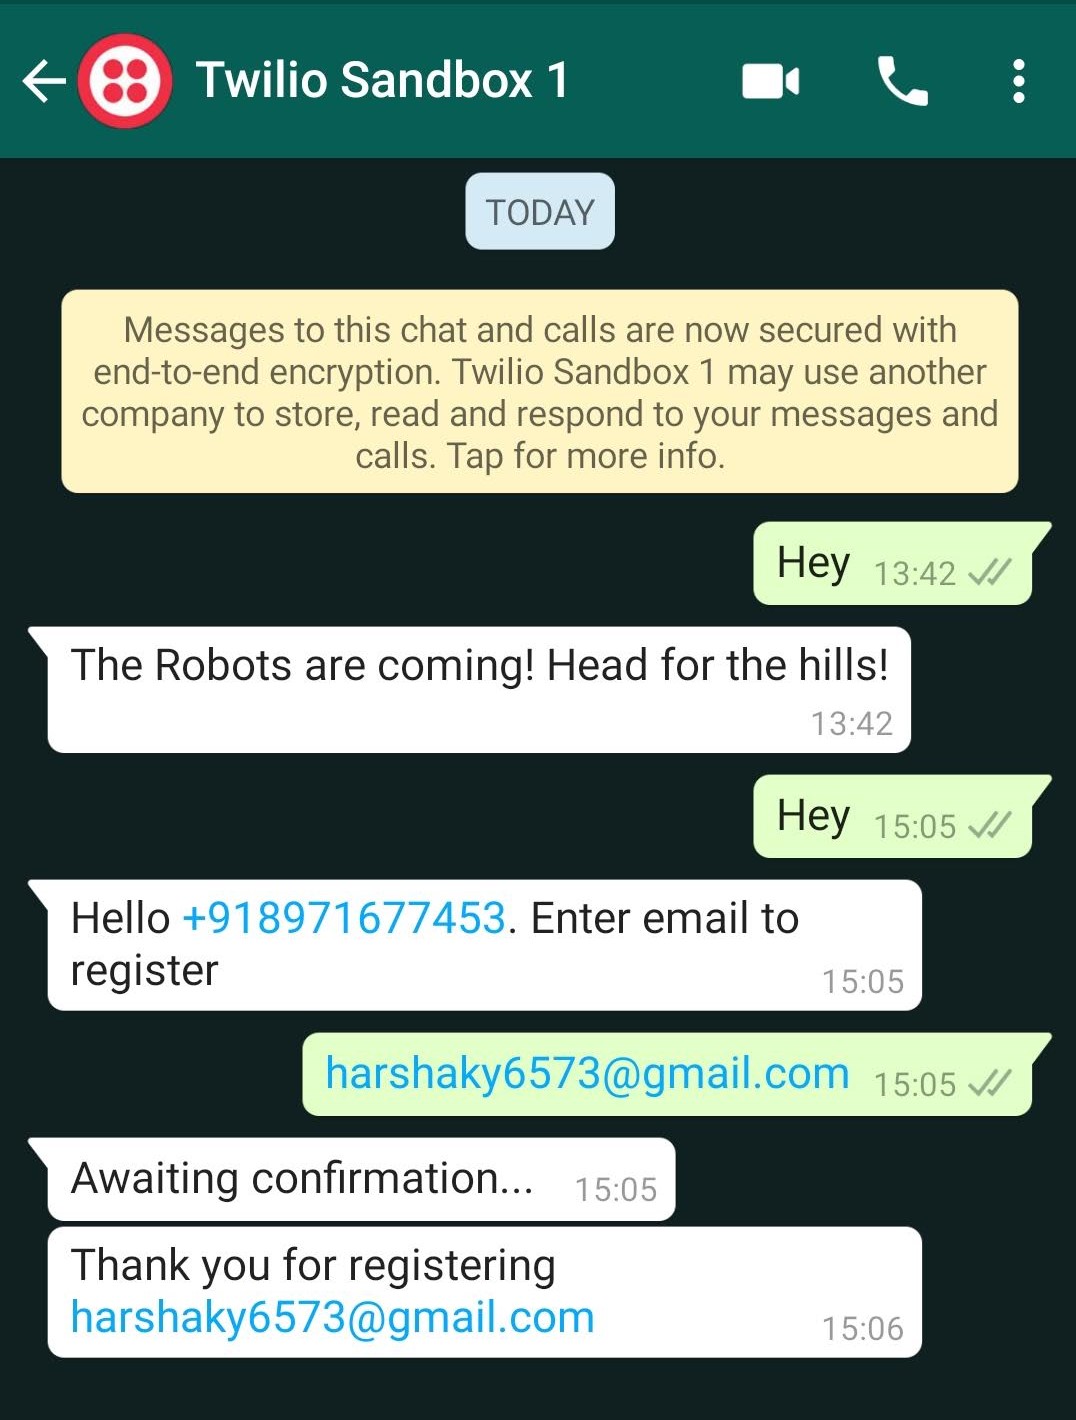 Twilio Sandbox 1
TODAY
Messages to this chat and calls are now secured with
end-to-end encryption. Twilio Sandbox 1 may use another
company to store, read and respond to your messages and
calls. Tap for more info.
Hey 13:42
The Robots are coming! Head for the hills!
13:42
Hey 15:05
Hello +918971677453. Enter email to
register 15:05
harshaky6573@gmail.com 15:05
Awaiting confirmation... 15:05
Thank you for registering
harshaky6573@gmail.com 15:06